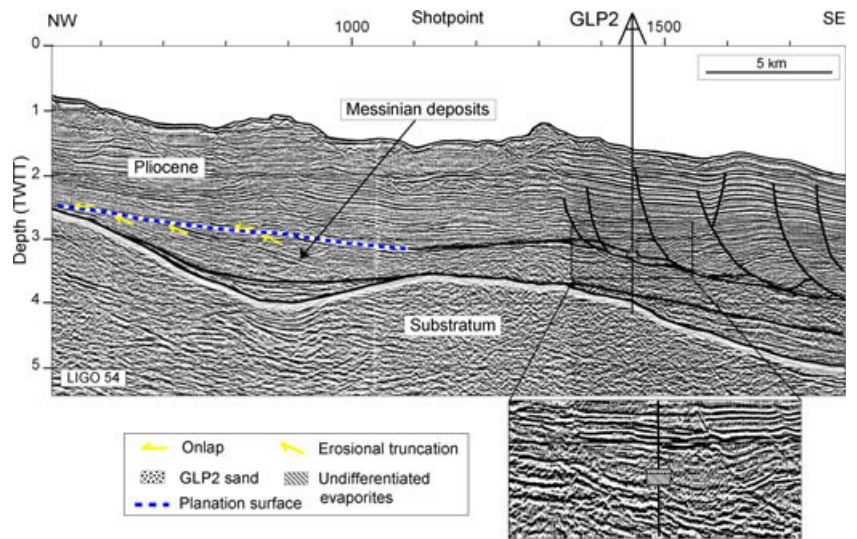 NW
1000
Shotpoint
GLP2
1500
SE
0
5 km
1
Messinian deposits
Pliocene
2
Depth (TWTT)
3
4
Substratum
5
LIGO 54
Onlap
Erosional truncation
GLP2 sand
Undifferentiated
evaporites
Planation surface